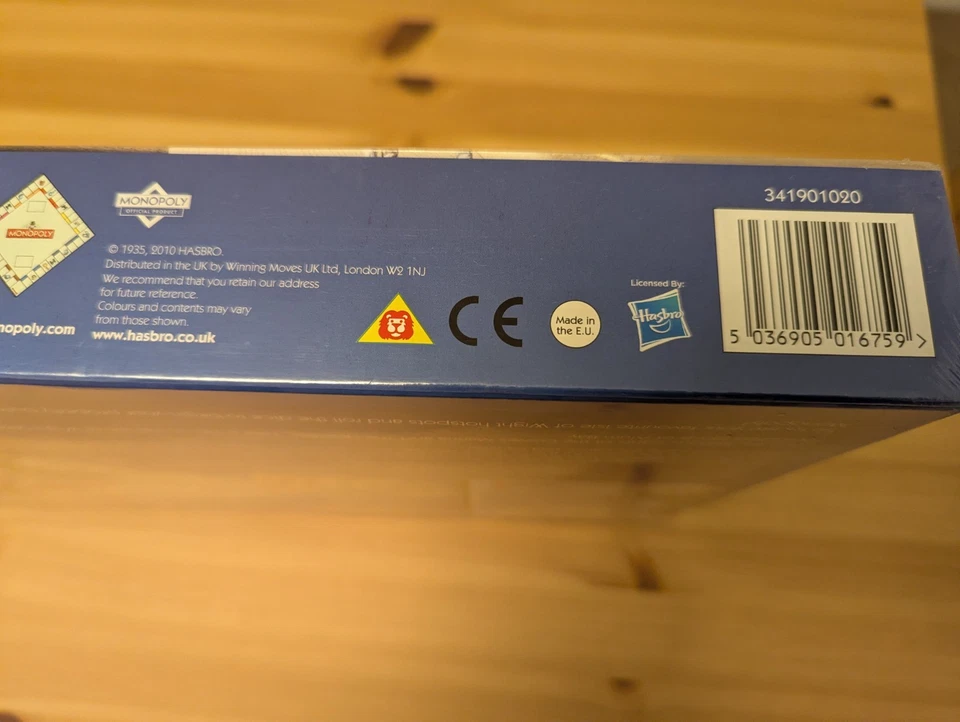 MONOPOLY
nopoly.com
MONOPOLY
OFFICIAL PRODUCT
© 1935, 2010 HASBRO.
Distributed in the UK by Winning Moves UK Ltd, London W2 1NJ
We recommend that you retain our address
for future reference.
Colours and contents may vary
from those shown.
www.hasbro.co.uk
CE
Made in
the E.U.
Licensed By:
Hasbro
341901020
5 036905 016759 >